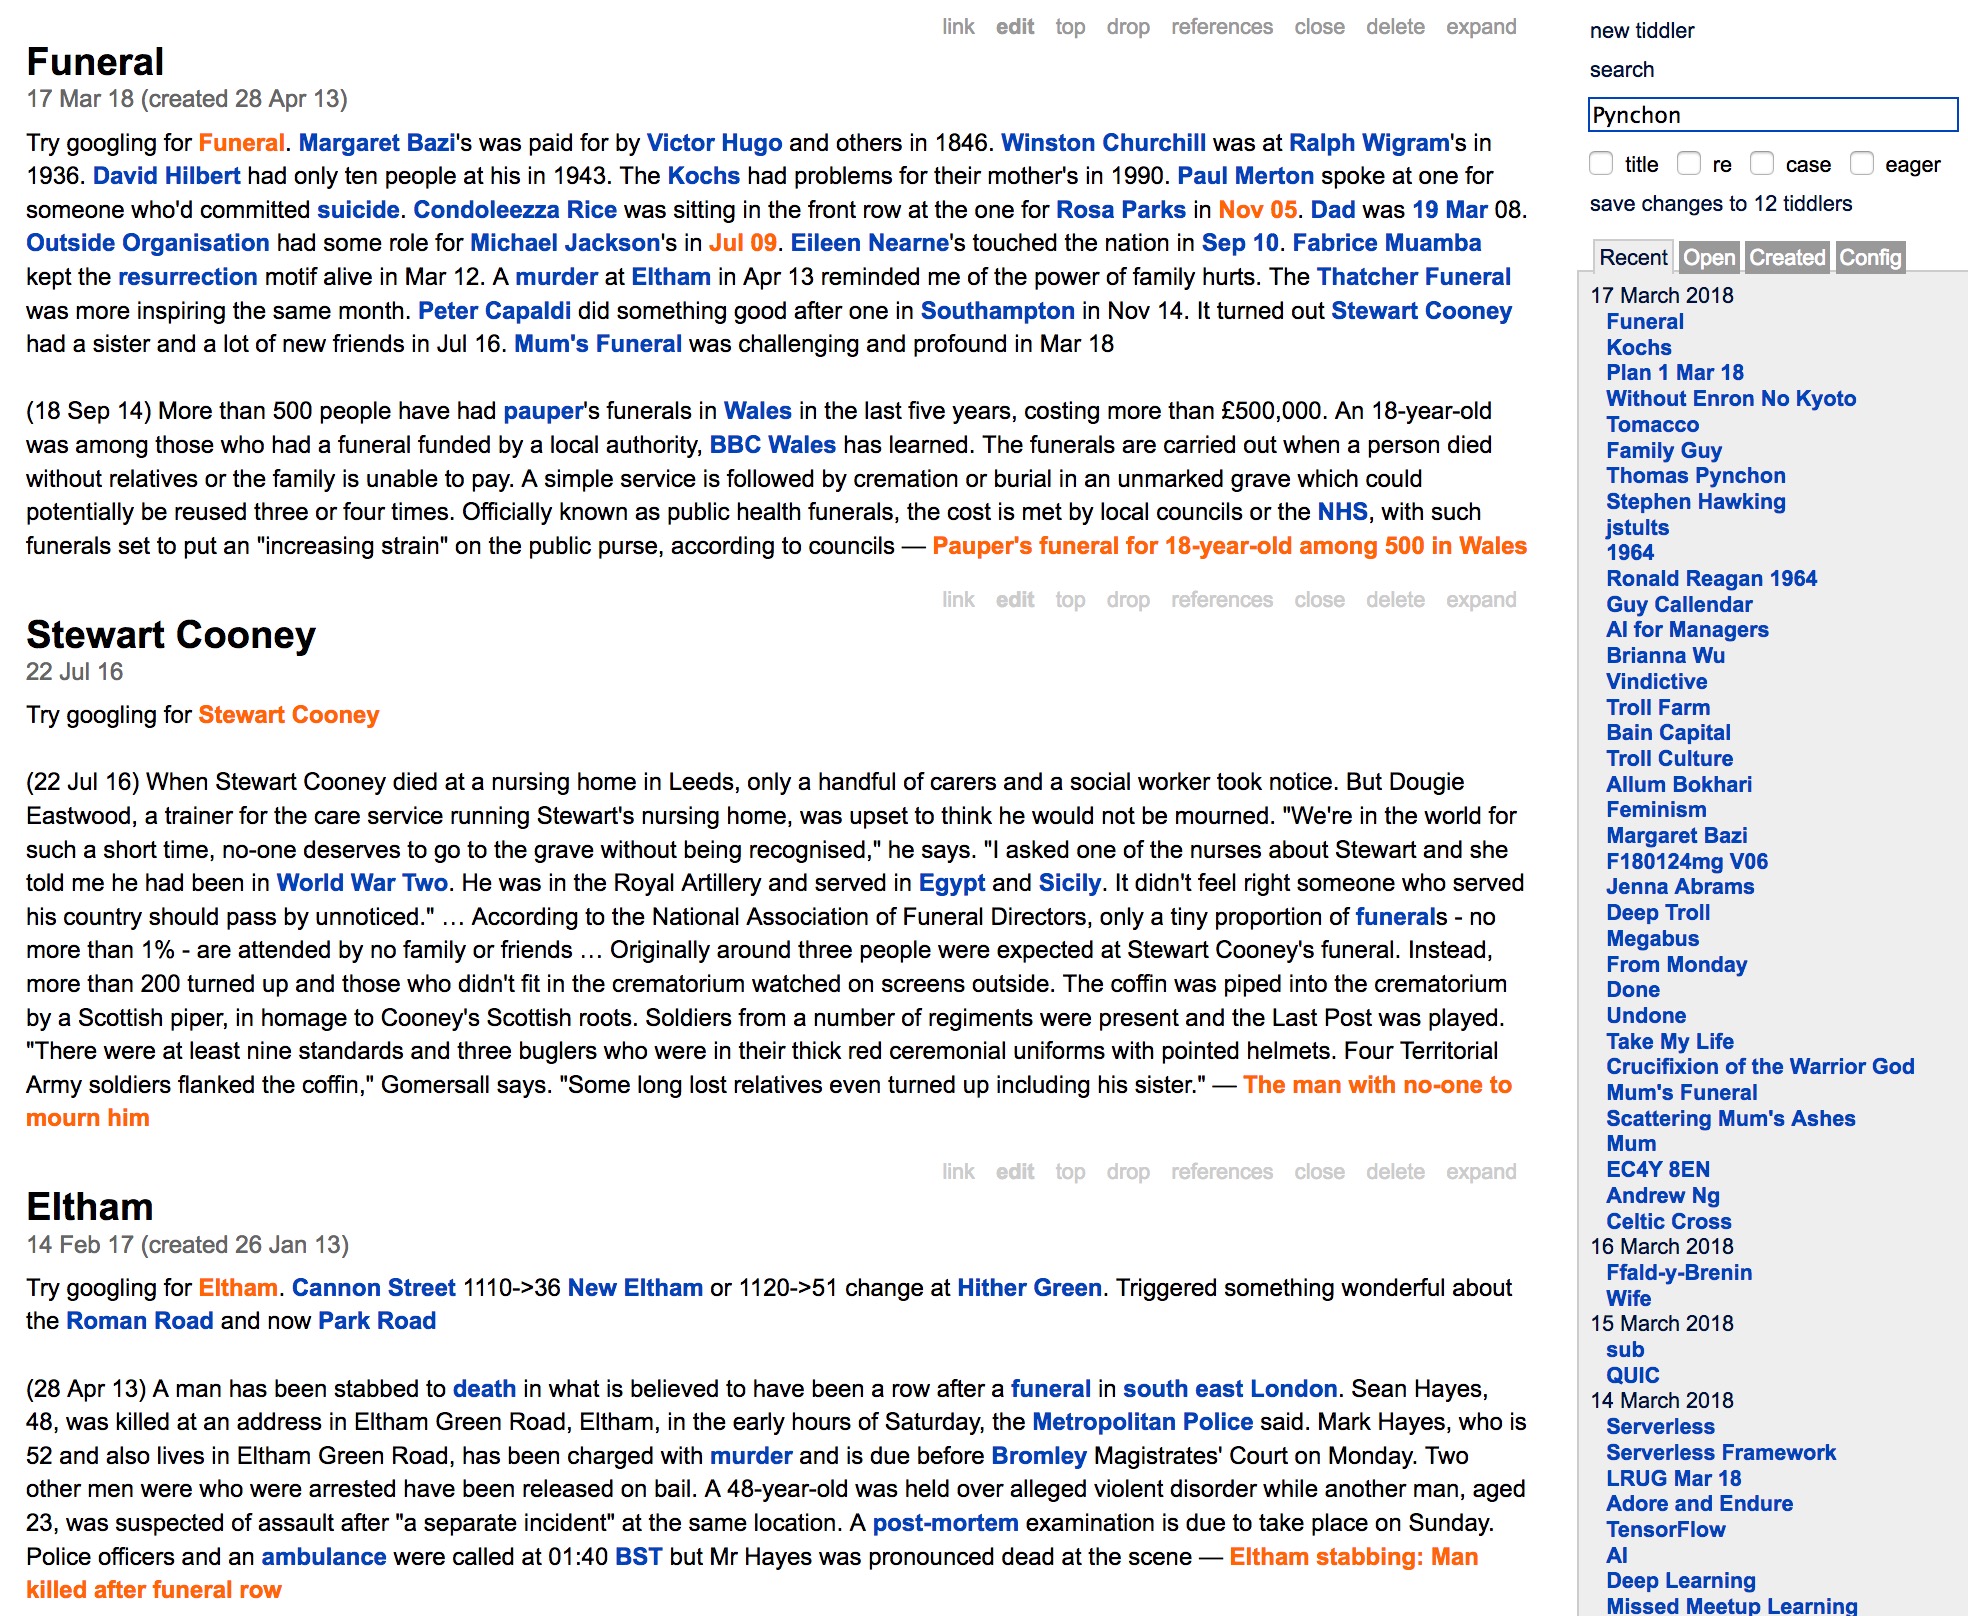 link edit top drop references close delete expand
Funeral
17 Mar 18 (created 28 Apr 13)
Try googling for Funeral. Margaret Bazi's was paid for by Victor Hugo and others in 1846. Winston Churchill was at Ralph Wigram's in
1936. David Hilbert had only ten people at his in 1943. The Kochs had problems for their mother's in 1990. Paul Merton spoke at one for
someone who'd committed suicide. Condoleezza Rice was sitting in the front row at the one for Rosa Parks in Nov 05. Dad was 19 Mar 08.
Outside Organisation had some role for Michael Jackson's in Jul 09. Eileen Nearne's touched the nation in Sep 10. Fabrice Muamba
kept the resurrection motif alive in Mar 12. A murder at Eltham in Apr 13 reminded me of the power of family hurts. The Thatcher Funeral
was more inspiring the same month. Peter Capaldi did something good after one in Southampton in Nov 14. It turned out Stewart Cooney
had a sister and a lot of new friends in Jul 16. Mum's Funeral was challenging and profound in Mar 18
(18 Sep 14) More than 500 people have had pauper's funerals in Wales in the last five years, costing more than £500,000. An 18-year-old
was among those who had a funeral funded by a local authority, BBC Wales has learned. The funerals are carried out when a person died
without relatives or the family is unable to pay. A simple service is followed by cremation or burial in an unmarked grave which could
potentially be reused three or four times. Officially known as public health funerals, the cost is met by local councils or the NHS, with such
funerals set to put an "increasing strain" on the public purse, according to councils — Pauper's funeral for 18-year-old among 500 in Wales
link edit top drop references close delete expand
Stewart Cooney
22 Jul 16
Try googling for Stewart Cooney
(22 Jul 16) When Stewart Cooney died at a nursing home in Leeds, only a handful of carers and a social worker took notice. But Dougie
Eastwood, a trainer for the care service running Stewart's nursing home, was upset to think he would not be mourned. "We're in the world for
such a short time, no-one deserves to go to the grave without being recognised," he says. "I asked one of the nurses about Stewart and she
told me he had been in World War Two. He was in the Royal Artillery and served in Egypt and Sicily. It didn't feel right someone who served
his country should pass by unnoticed." … According to the National Association of Funeral Directors, only a tiny proportion of funerals - no
more than 1% - are attended by no family or friends … Originally around three people were expected at Stewart Cooney's funeral. Instead,
more than 200 turned up and those who didn't fit in the crematorium watched on screens outside. The coffin was piped into the crematorium
by a Scottish piper, in homage to Cooney's Scottish roots. Soldiers from a number of regiments were present and the Last Post was played.
"There were at least nine standards and three buglers who were in their thick red ceremonial uniforms with pointed helmets. Four Territorial
Army soldiers flanked the coffin," Gomersall says. "Some long lost relatives even turned up including his sister." — The man with no-one to
mourn him
link edit top drop references close delete expand
Eltham
14 Feb 17 (created 26 Jan 13)
Try googling for Eltham. Cannon Street 1110->36 New Eltham or 1120->51 change at Hither Green. Triggered something wonderful about
the Roman Road and now Park Road
(28 Apr 13) A man has been stabbed to death in what is believed to have been a row after a funeral in south east London. Sean Hayes,
48, was killed at an address in Eltham Green Road, Eltham, in the early hours of Saturday, the Metropolitan Police said. Mark Hayes, who is
52 and also lives in Eltham Green Road, has been charged with murder and is due before Bromley Magistrates' Court on Monday. Two
other men were who were arrested have been released on bail. A 48-year-old was held over alleged violent disorder while another man, aged
23, was suspected of assault after "a separate incident" at the same location. A post-mortem examination is due to take place on Sunday.
Police officers and an ambulance were called at 01:40 BST but Mr Hayes was pronounced dead at the scene — Eltham stabbing: Man
killed after funeral row
new tiddler
search
Pynchon
title re case eager
save changes to 12 tiddlers
Recent Open Created Config
17 March 2018
Funeral
Kochs
Plan 1 Mar 18
Without Enron No Kyoto
Tomacco
Family Guy
Thomas Pynchon
Stephen Hawking
jstults
1964
Ronald Reagan 1964
Guy Callendar
AI for Managers
Brianna Wu
Vindictive
Troll Farm
Bain Capital
Troll Culture
Allum Bokhari
Feminism
Margaret Bazi
F180124mg V06
Jenna Abrams
Deep Troll
Megabus
From Monday
Done
Undone
Take My Life
Crucifixion of the Warrior God
Mum's Funeral
Scattering Mum's Ashes
Mum
EC4Y 8EN
Andrew Ng
Celtic Cross
16 March 2018
Ffald-y-Brenin
Wife
15 March 2018
sub
QUIC
14 March 2018
Serverless
Serverless Framework
LRUG Mar 18
Adore and Endure
TensorFlow
AI
Deep Learning
Missed Meetup Learning